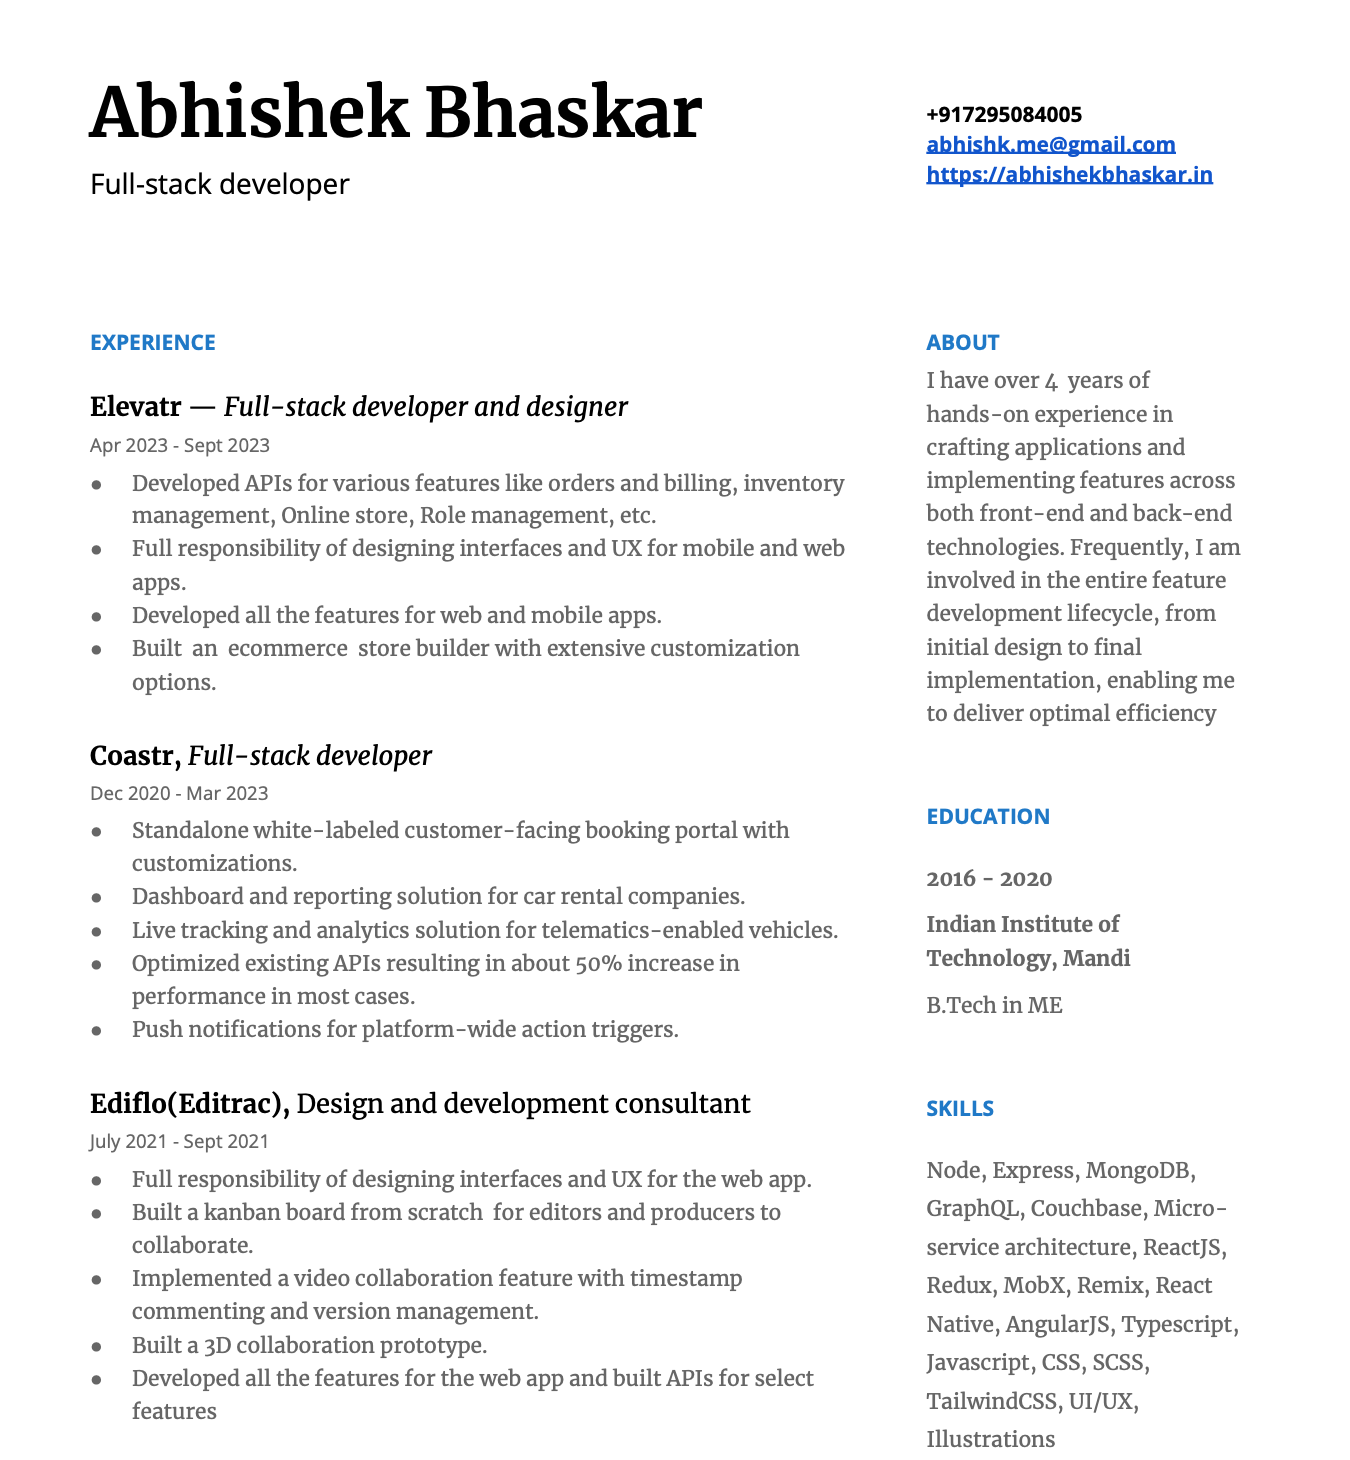 Abhishek Bhaskar
Full-stack developer
+917295084005
abhishk.me@gmail.com
https://abhishekbhaskar.in
EXPERIENCE
Elevatr — Full-stack developer and designer
Apr 2023 - Sept 2023
● Developed APIs for various features like orders and billing, inventory
management, Online store, Role management, etc.
● Full responsibility of designing interfaces and UX for mobile and web
apps.
● Developed all the features for web and mobile apps.
● Built an ecommerce store builder with extensive customization
options.
Coastr, Full-stack developer
Dec 2020 - Mar 2023
● Standalone white-labeled customer-facing booking portal with
customizations.
● Dashboard and reporting solution for car rental companies.
● Live tracking and analytics solution for telematics-enabled vehicles.
● Optimized existing APIs resulting in about 50% increase in
performance in most cases.
● Push notifications for platform-wide action triggers.
Ediflo(Editrac), Design and development consultant
July 2021 - Sept 2021
● Full responsibility of designing interfaces and UX for the web app.
● Built a kanban board from scratch for editors and producers to
collaborate.
● Implemented a video collaboration feature with timestamp
commenting and version management.
● Built a 3D collaboration prototype.
● Developed all the features for the web app and built APIs for select
features
ABOUT
I have over 4 years of
hands-on experience in
crafting applications and
implementing features across
both front-end and back-end
technologies. Frequently, I am
involved in the entire feature
development lifecycle, from
initial design to final
implementation, enabling me
to deliver optimal efficiency
EDUCATION
2016 - 2020
Indian Institute of
Technology, Mandi
B.Tech in ME
SKILLS
Node, Express, MongoDB,
GraphQL, Couchbase, Micro-
service architecture, ReactJS,
Redux, MobX, Remix, React
Native, AngularJS, Typescript,
Javascript, CSS, SCSS,
TailwindCSS, UI/UX,
Illustrations